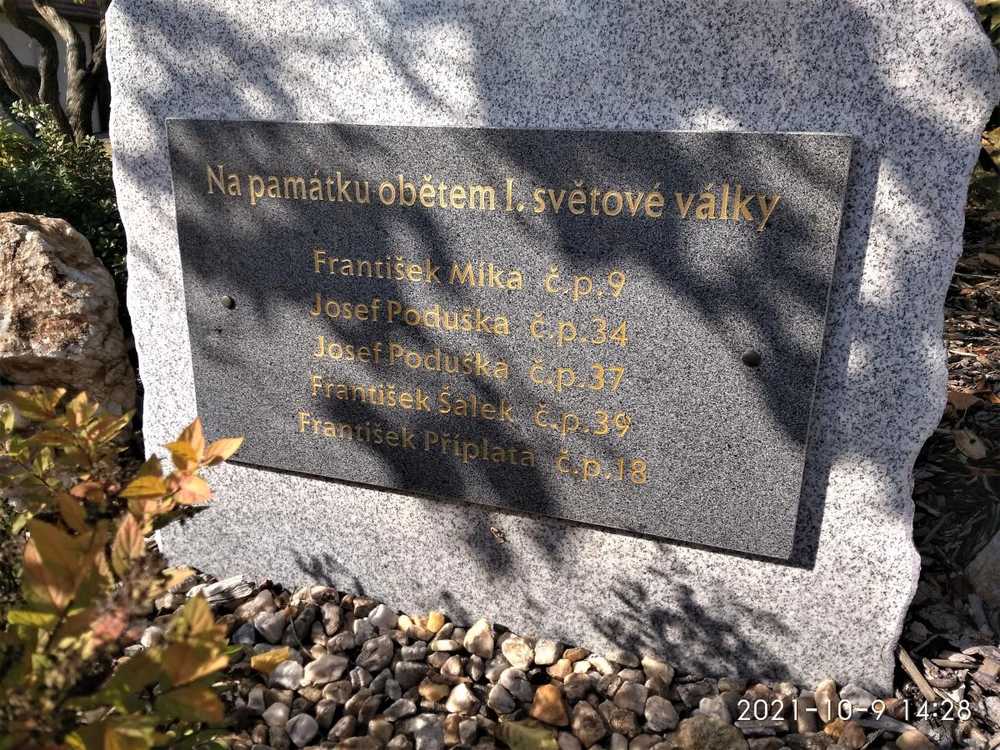 Na památku obětem I. světové války
František Míka č.p.9
Josef Poduška č.p.34
Josef Poduška č.p.37
František Šálek č.p.39
František Příplata č.p.18
2021-10-9 14:28